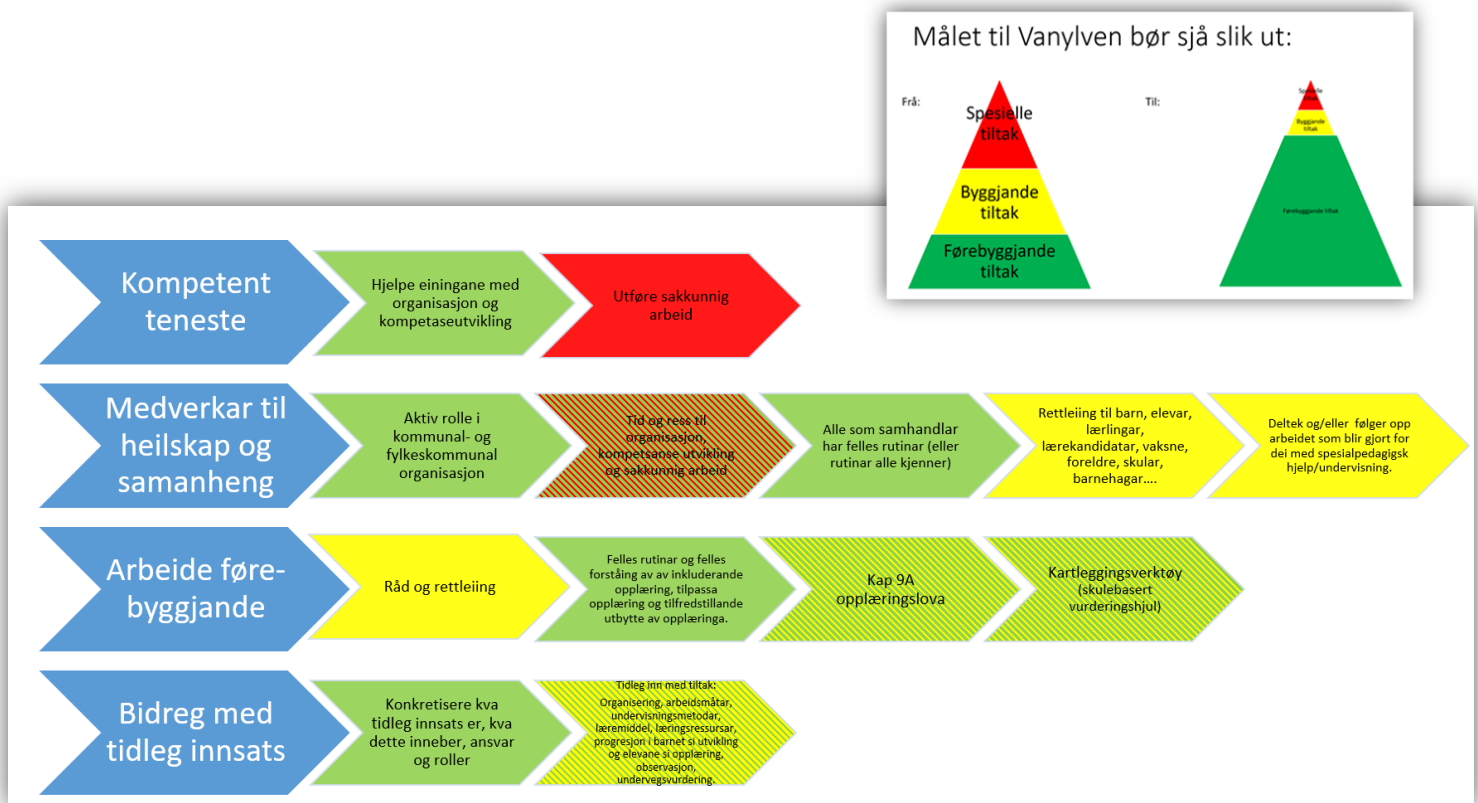 Målet til Vanylven bør sjå slik ut:
Frå:
Spesielle
tiltak
Byggjande
tiltak
Førebyggjande
tiltak
Til:
Spesielle
tiltak
Byggjande
tiltak
Førebyggjande tiltak
Kompetent
teneste
Hjelpe einingane med
organisasjon og
kompetaseutvikling
Utføre sakkunnig
arbeid
Medverkar til
heilskap og
samanheng
Aktiv rolle i
kommunal- og
fylkeskommunal
organisasjon
Tid og ress til
organisasjon,
kompetsanse utvikling
og sakkunnig arbeid
Alle som samhandlar
har felles rutinar (eller
rutinar alle kjenner)
Rettleiing til barn, elevar,
lærlingar,
lærekandidatar, vaksne,
foreldre, skular,
barnehagar....
Deltek og/eller følger opp
arbeidet som blir gjort for
dei med spesialpedagigsk
hjelp/undervisning.
Arbeide føre-
byggjande
Råd og rettleiing
Felles rutinar og felles
forståing av av inkluderande
opplæring, tilpassa
opplæring og tilfredstillande
utbytte av opplæringa.
Kap 9A
opplæringslova
Kartleggingsverktøy
(skulebasert
vurderingshjul)
Bidreg med
tidleg innsats
Konkretisere kva
tidleg innsats er, kva
dette inneber, ansvar
og roller
Tidleg inn med tiltak:
Organisering, arbeidsmåtar,
undervisningsmetodar,
læremiddel, læringsressursar,
progresjon i barnet si utvikling
og elevane si opplæring,
observasjon,
undervegsvurdering.